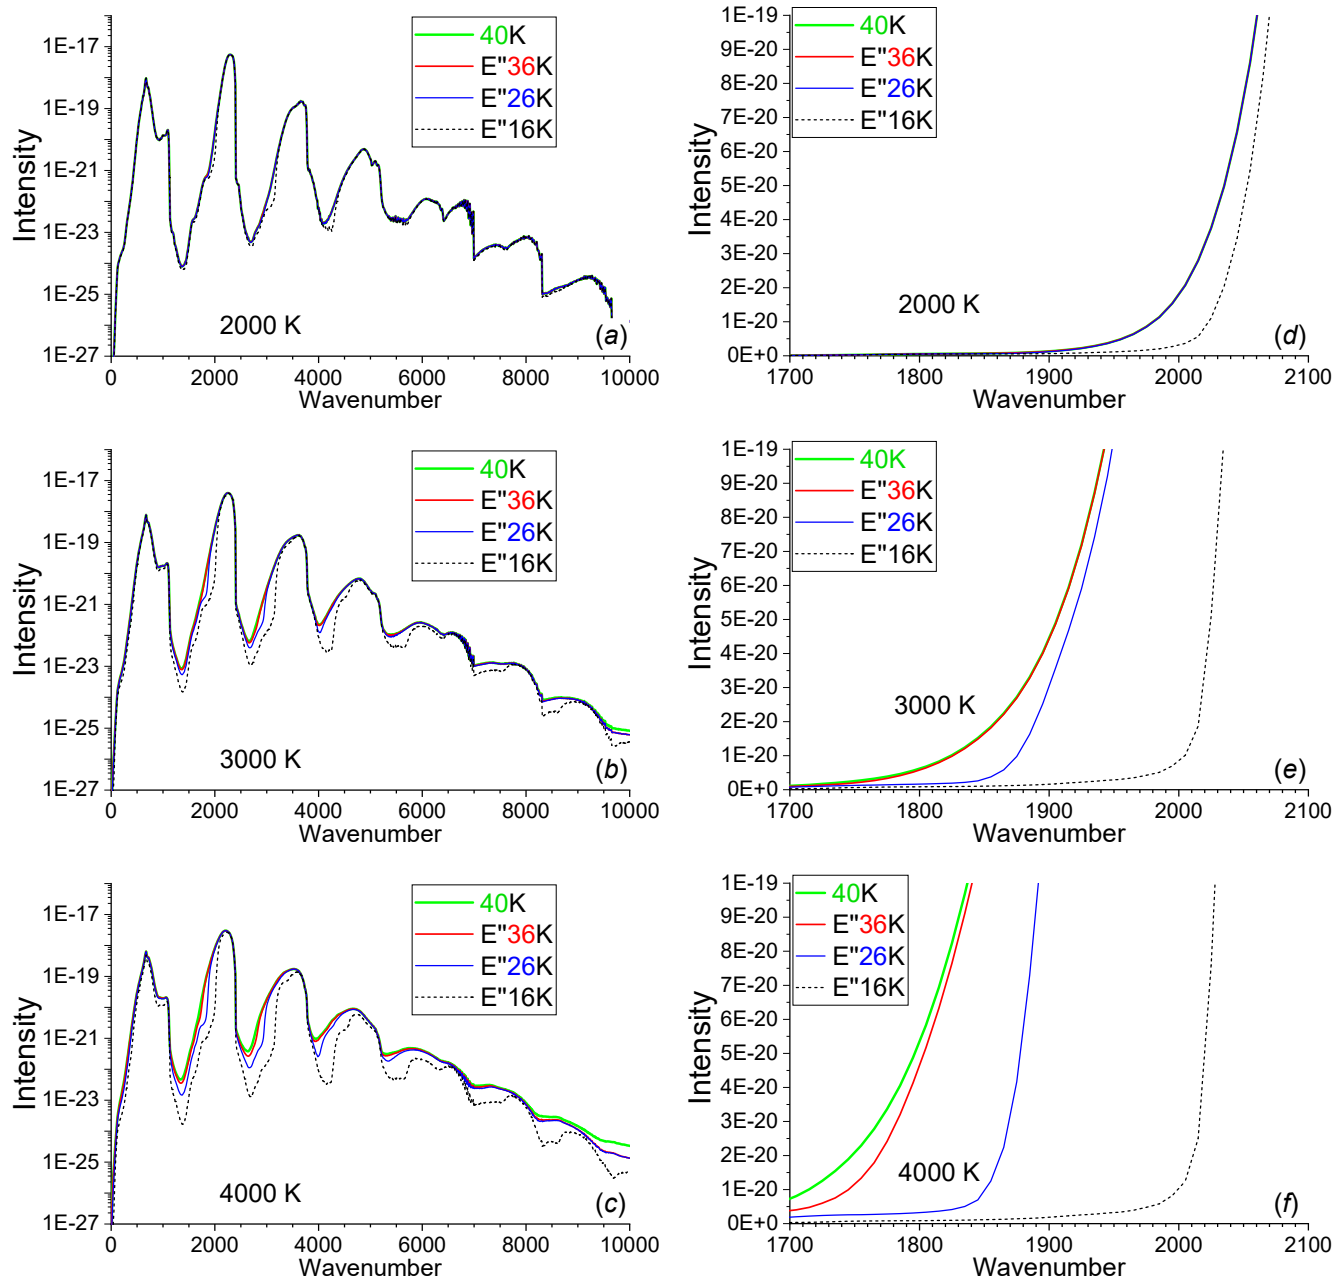 Intensity
1E-17
1E-19
1E-21
1E-23
1E-25
1E-27
40K
E"36K
E"26K
E"16K
2000 K
(a)
0 2000 4000 6000 8000 10000
Wavenumber
Intensity
1E-19
9E-20
8E-20
7E-20
6E-20
5E-20
4E-20
3E-20
2E-20
1E-20
0E+0
40K
E"36K
E"26K
E"16K
2000 K
(d)
1700 1800 1900 2000 2100
Wavenumber
Intensity
1E-17
1E-19
1E-21
1E-23
1E-25
1E-27
40K
E"36K
E"26K
E"16K
3000 K
(b)
0 2000 4000 6000 8000 10000
Wavenumber
Intensity
1E-19
9E-20
8E-20
7E-20
6E-20
5E-20
4E-20
3E-20
2E-20
1E-20
0E+0
40K
E"36K
E"26K
E"16K
3000 K
(e)
1700 1800 1900 2000 2100
Wavenumber
Intensity
1E-17
1E-19
1E-21
1E-23
1E-25
1E-27
40K
E"36K
E"26K
E"16K
4000 K
(c)
0 2000 4000 6000 8000 10000
Wavenumber
Intensity
1E-19
9E-20
8E-20
7E-20
6E-20
5E-20
4E-20
3E-20
2E-20
1E-20
0E+0
40K
E"36K
E"26K
E"16K
4000 K
(f)
1700 1800 1900 2000 2100
Wavenumber